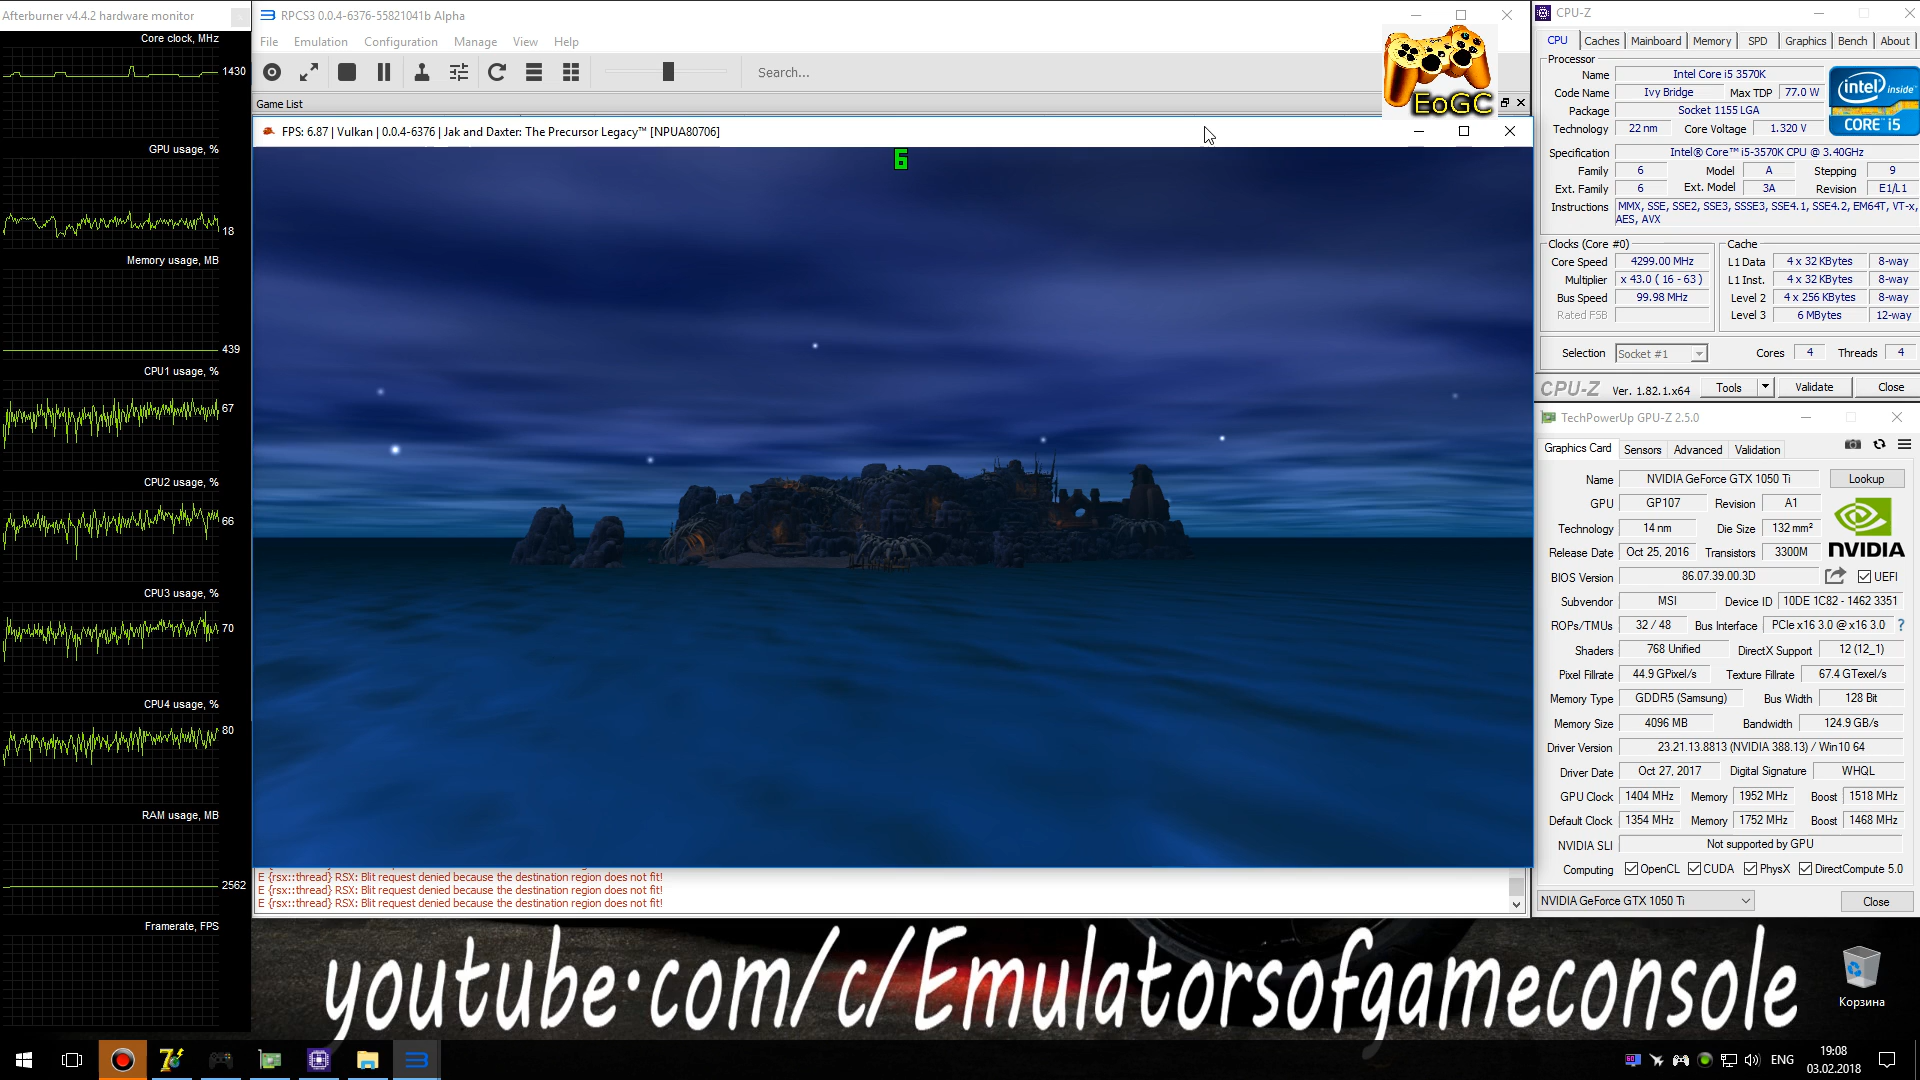 Afterburner v4.4.2 hardware monitor
Core clock, MHz
1430
GPU usage, %
18
Memory usage, MB
439
CPU1 usage, %
67
CPU2 usage, %
66
CPU3 usage, %
70
CPU4 usage, %
80
RAM usage, MB
2562
Framerate, FPS
RPCS3 0.0.4-6376-55821041b Alpha
File Emulation Configuration Manage View Help
Search...
EoGC
Game List
FPS: 6.87 | Vulkan | 0.0.4-6376 | Jak and Daxter: The Precursor Legacy™ [NPUA80706]
6
E {rsx::thread} RSX: Blit request denied because the destination region does not fit!
E {rsx::thread} RSX: Blit request denied because the destination region does not fit!
E {rsx::thread} RSX: Blit request denied because the destination region does not fit!
CPU-Z
CPU Caches Mainboard Memory SPD Graphics Bench About
Processor
Name Intel Core i5 3570K
Code Name Ivy Bridge Max TDP 77.0 W
Package Socket 1155 LGA
Technology 22 nm Core Voltage 1.320 V
intel inside™
CORE i5
Specification Intel® Core™ i5-3570K CPU @ 3.40GHz
Family 6 Model A Stepping 9
Ext. Family 6 Ext. Model 3A Revision E1/L1
Instructions MMX, SSE, SSE2, SSE3, SSSE3, SSE4.1, SSE4.2, EM64T, VT-x,
AES, AVX
Clocks (Core #0)
Core Speed 4299.00 MHz
Multiplier x 43.0 ( 16 - 63 )
Bus Speed 99.98 MHz
Rated FSB
Cache
L1 Data 4 x 32 KBytes 8-way
L1 Inst. 4 x 32 KBytes 8-way
Level 2 4 x 256 KBytes 8-way
Level 3 6 MBytes 12-way
Selection Socket #1 Cores 4 Threads 4
CPU-Z Ver. 1.82.1.x64 Tools Validate Close
TechPowerUp GPU-Z 2.5.0
Graphics Card Sensors Advanced Validation
Name NVIDIA GeForce GTX 1050 Ti Lookup
GPU GP107 Revision A1
Technology 14 nm Die Size 132 mm²
Release Date Oct 25, 2016 Transistors 3300M
NVIDIA
BIOS Version 86.07.39.00.3D UEFI
Subvendor MSI Device ID 10DE 1C82 - 1462 3351
ROPs/TMUs 32 / 48 Bus Interface PCIe x16 3.0 @ x16 3.0 ?
Shaders 768 Unified DirectX Support 12 (12_1)
Pixel Fillrate 44.9 GPixel/s Texture Fillrate 67.4 GTexel/s
Memory Type GDDR5 (Samsung) Bus Width 128 Bit
Memory Size 4096 MB Bandwidth 124.9 GB/s
Driver Version 23.21.13.8813 (NVIDIA 388.13) / Win10 64
Driver Date Oct 27, 2017 Digital Signature WHQL
GPU Clock 1404 MHz Memory 1952 MHz Boost 1518 MHz
Default Clock 1354 MHz Memory 1752 MHz Boost 1468 MHz
NVIDIA SLI Not supported by GPU
Computing OpenCL CUDA PhysX DirectCompute 5.0
NVIDIA GeForce GTX 1050 Ti Close
youtube.com/c/Emulatorsofgameconsole
Корзина
ENG
19:08
03.02.2018